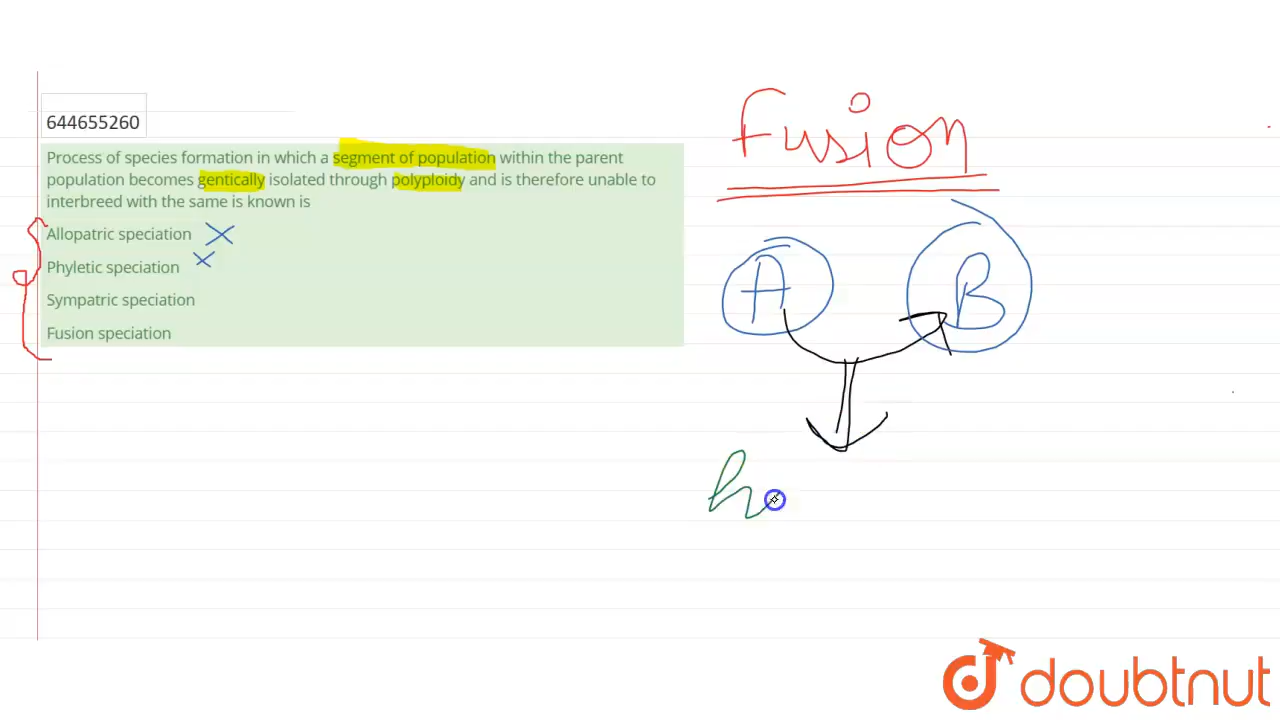 644655260
Process of species formation in which a segment of population within the parent
population becomes gentically isolated through polyploidy and is therefore unable to
interbreed with the same is known is
Allopatric speciation
Phyletic speciation
Sympatric speciation
Fusion speciation
Fusion
A B
doubtnut